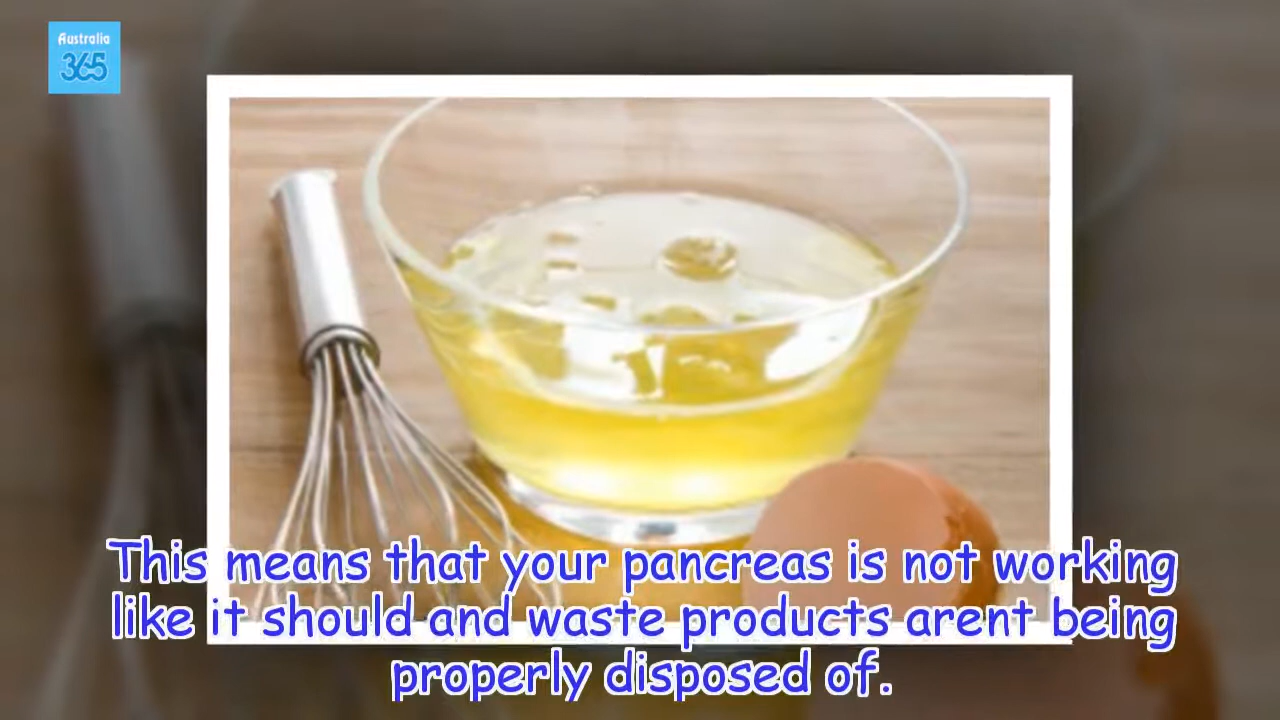 Australia
365
This means that your pancreas is not working
like it should and waste products arent being
properly disposed of.